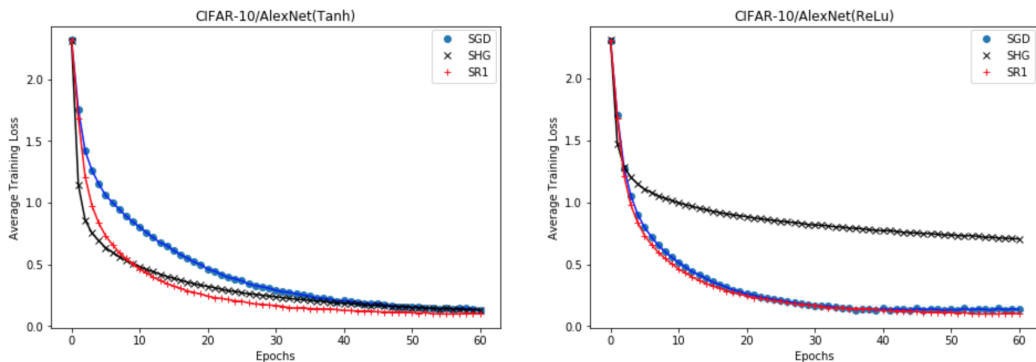 CIFAR-10/AlexNet(Tanh)
SGD
SHG
SR1
2.0
1.5
1.0
0.5
0.0
Average Training Loss
0 10 20 30 40 50 60
Epochs
CIFAR-10/AlexNet(ReLu)
SGD
SHG
SR1
2.0
1.5
1.0
0.5
0.0
Average Training Loss
0 10 20 30 40 50 60
Epochs